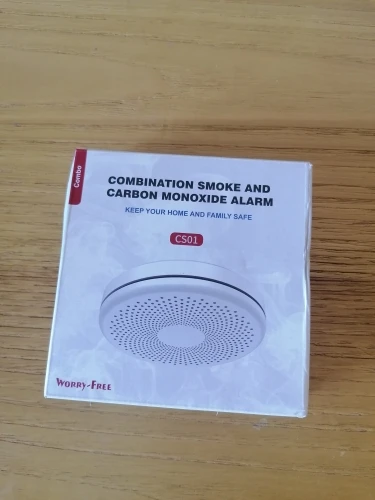 Combo
COMBINATION SMOKE AND
CARBON MONOXIDE ALARM
KEEP YOUR HOME AND FAMILY SAFE
CS01
WORRY-FREE